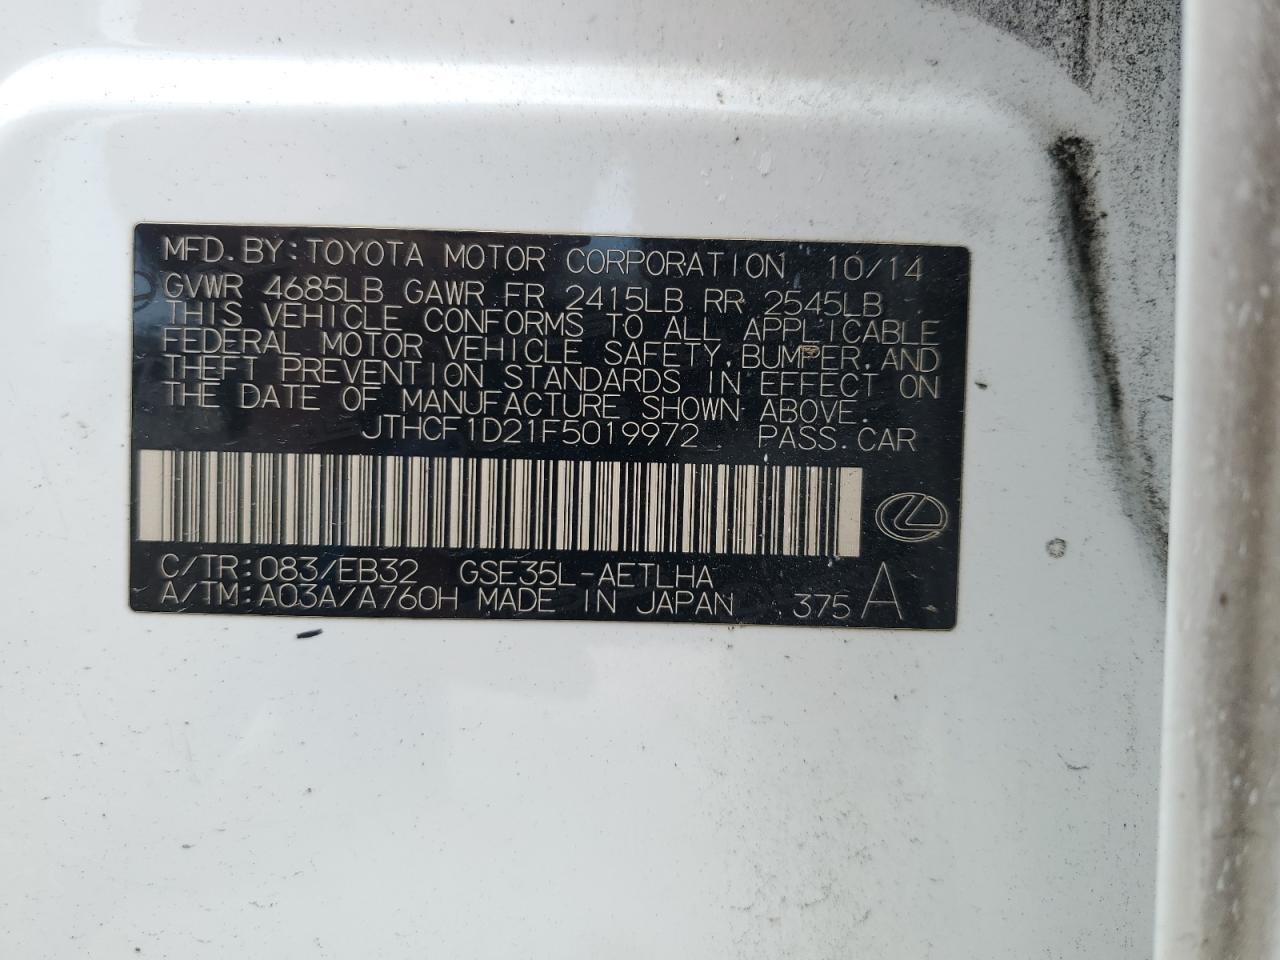 MFD.BY:TOYOTA MOTOR CORPORATION 10/14
GVWR 4685LB GAWR FR 2415LB RR 2545LB
THIS VEHICLE CONFORMS TO ALL APPLICABLE
FEDERAL MOTOR VEHICLE SAFETY,BUMPER,AND
THEFT PREVENTION STANDARDS IN EFFECT ON
THE DATE OF MANUFACTURE SHOWN ABOVE.
JTHCF1D21F5019972 PASS.CAR
C/TR:083/EB32 GSE35L-AETLHA
A/TM:A03A/A760H MADE IN JAPAN 375 A